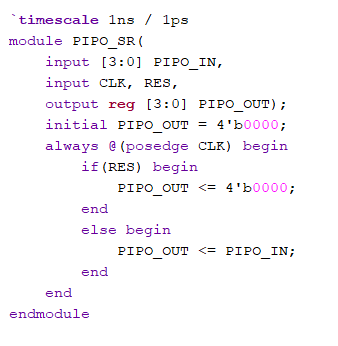 `timescale 1ns / 1ps
module PIPO_SR(
    input [3:0] PIPO_IN,
    input CLK, RES,
    output reg [3:0] PIPO_OUT);
    initial PIPO_OUT = 4'b0000;
    always @(posedge CLK) begin
        if(RES) begin
            PIPO_OUT <= 4'b0000;
        end
        else begin
            PIPO_OUT <= PIPO_IN;
        end
    end
endmodule